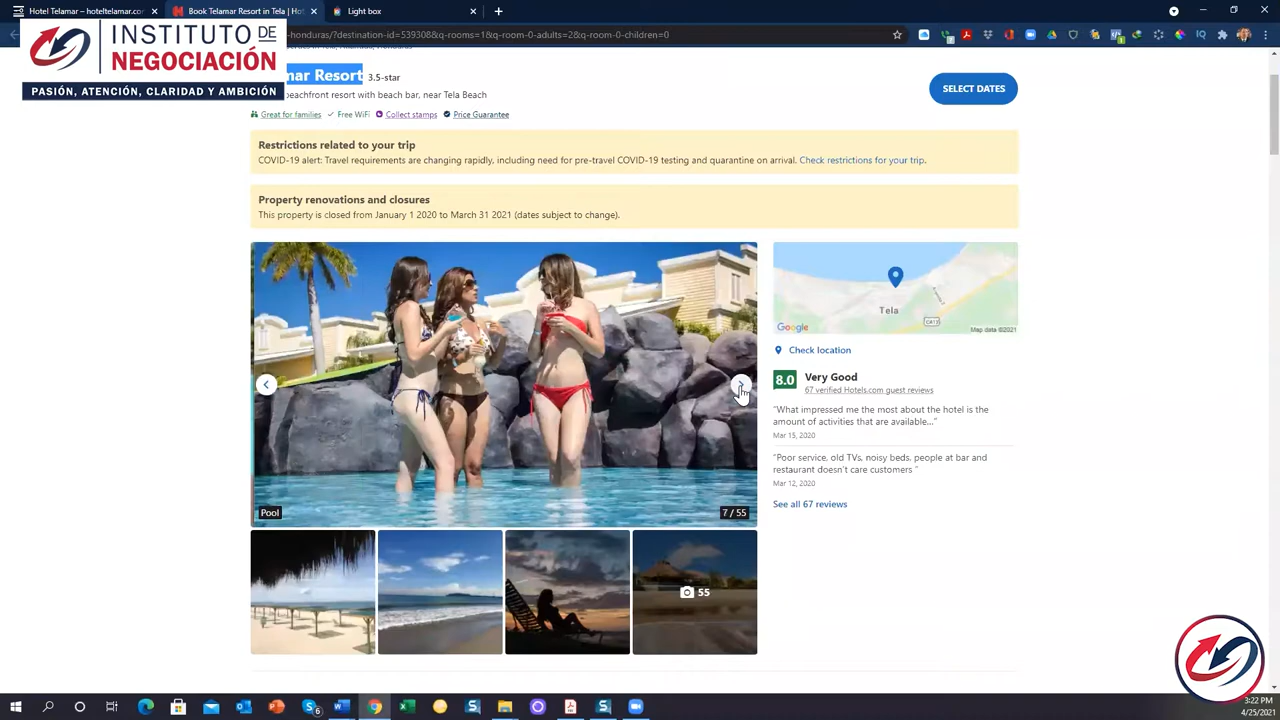 Hotel Telamar - hoteltelamar.co
Book Telamar Resort in Tela | Ho
INSTITUTO DE
NEGOCIACIÓN
PASIÓN, ATENCIÓN, CLARIDAD Y AMBICIÓN
-honduras/?destination-id=539308&q-rooms=1&q-room-0-adults=2&q-room-0-children=0
mar Resort 3.5-star
beachfront resort with beach bar, near Tela Beach
SELECT DATES
Great for families Free WiFi Collect stamps Price Guarantee
Restrictions related to your trip
COVID-19 alert: Travel requirements are changing rapidly, including need for pre-travel COVID-19 testing and quarantine on arrival. Check restrictions for your trip.
Property renovations and closures
This property is closed from January 1 2020 to March 31 2021 (dates subject to change).
Tela
CA13
Google
Map data ©2021
Check location
8.0 Very Good
67 verified Hotels.com guest reviews
"What impressed me the most about the hotel is the
amount of activities that are available..."
Mar 15, 2020
"Poor service, old TVs, noisy beds, people at bar and
restaurant doesn't care customers "
Mar 12, 2020
See all 67 reviews
Pool
7 / 55
55
3:22 PM
4/25/2021